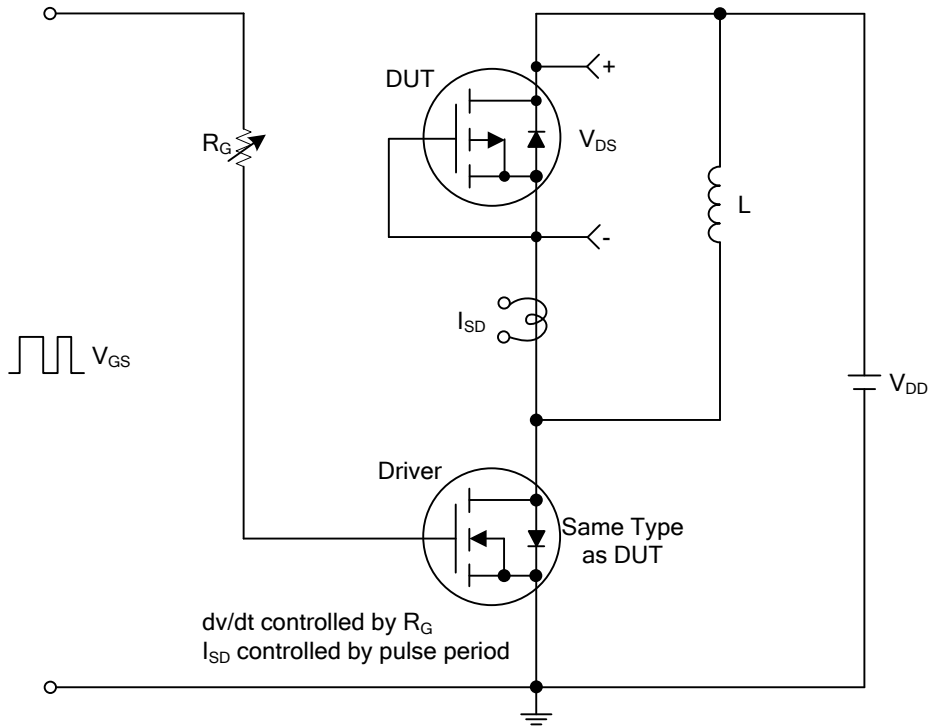 DUT
+
V_DS
-
R_G
L
I_SD
V_GS
V_DD
Driver
Same Type
as DUT
dv/dt controlled by R_G
I_SD controlled by pulse period